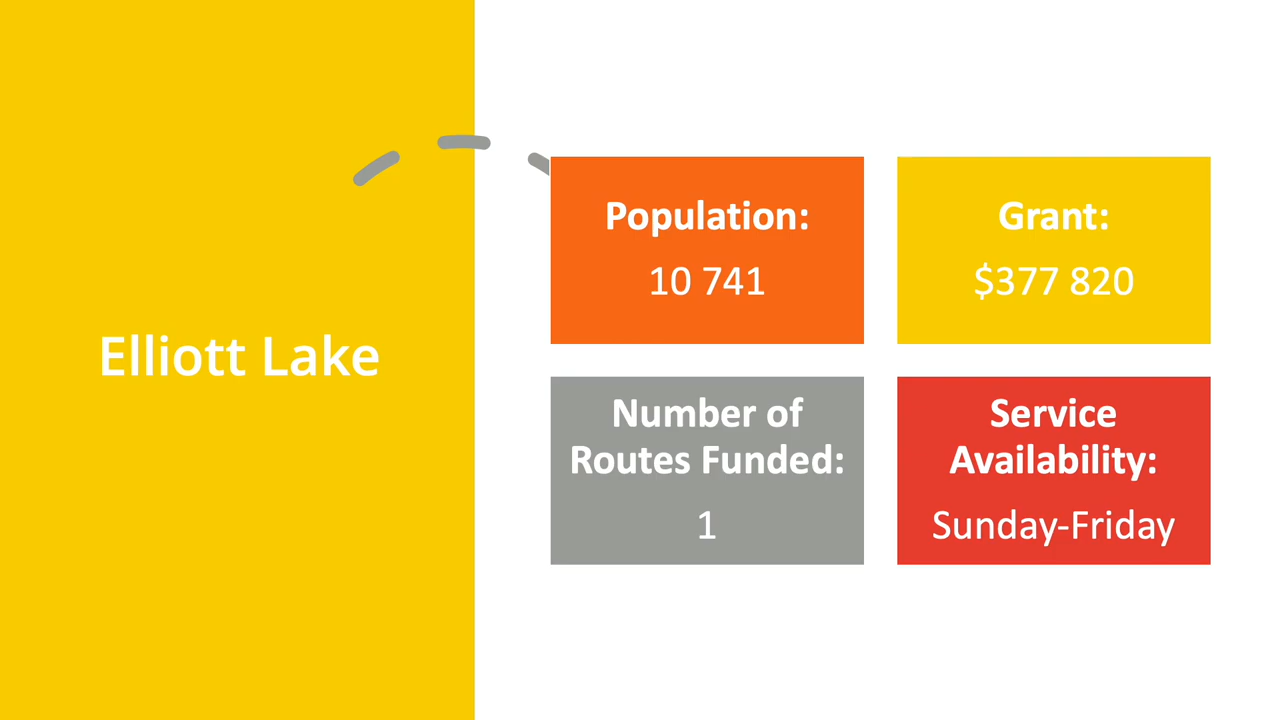 Elliott Lake
Population:
10 741
Grant:
$377 820
Number of
Routes Funded:
1
Service
Availability:
Sunday-Friday